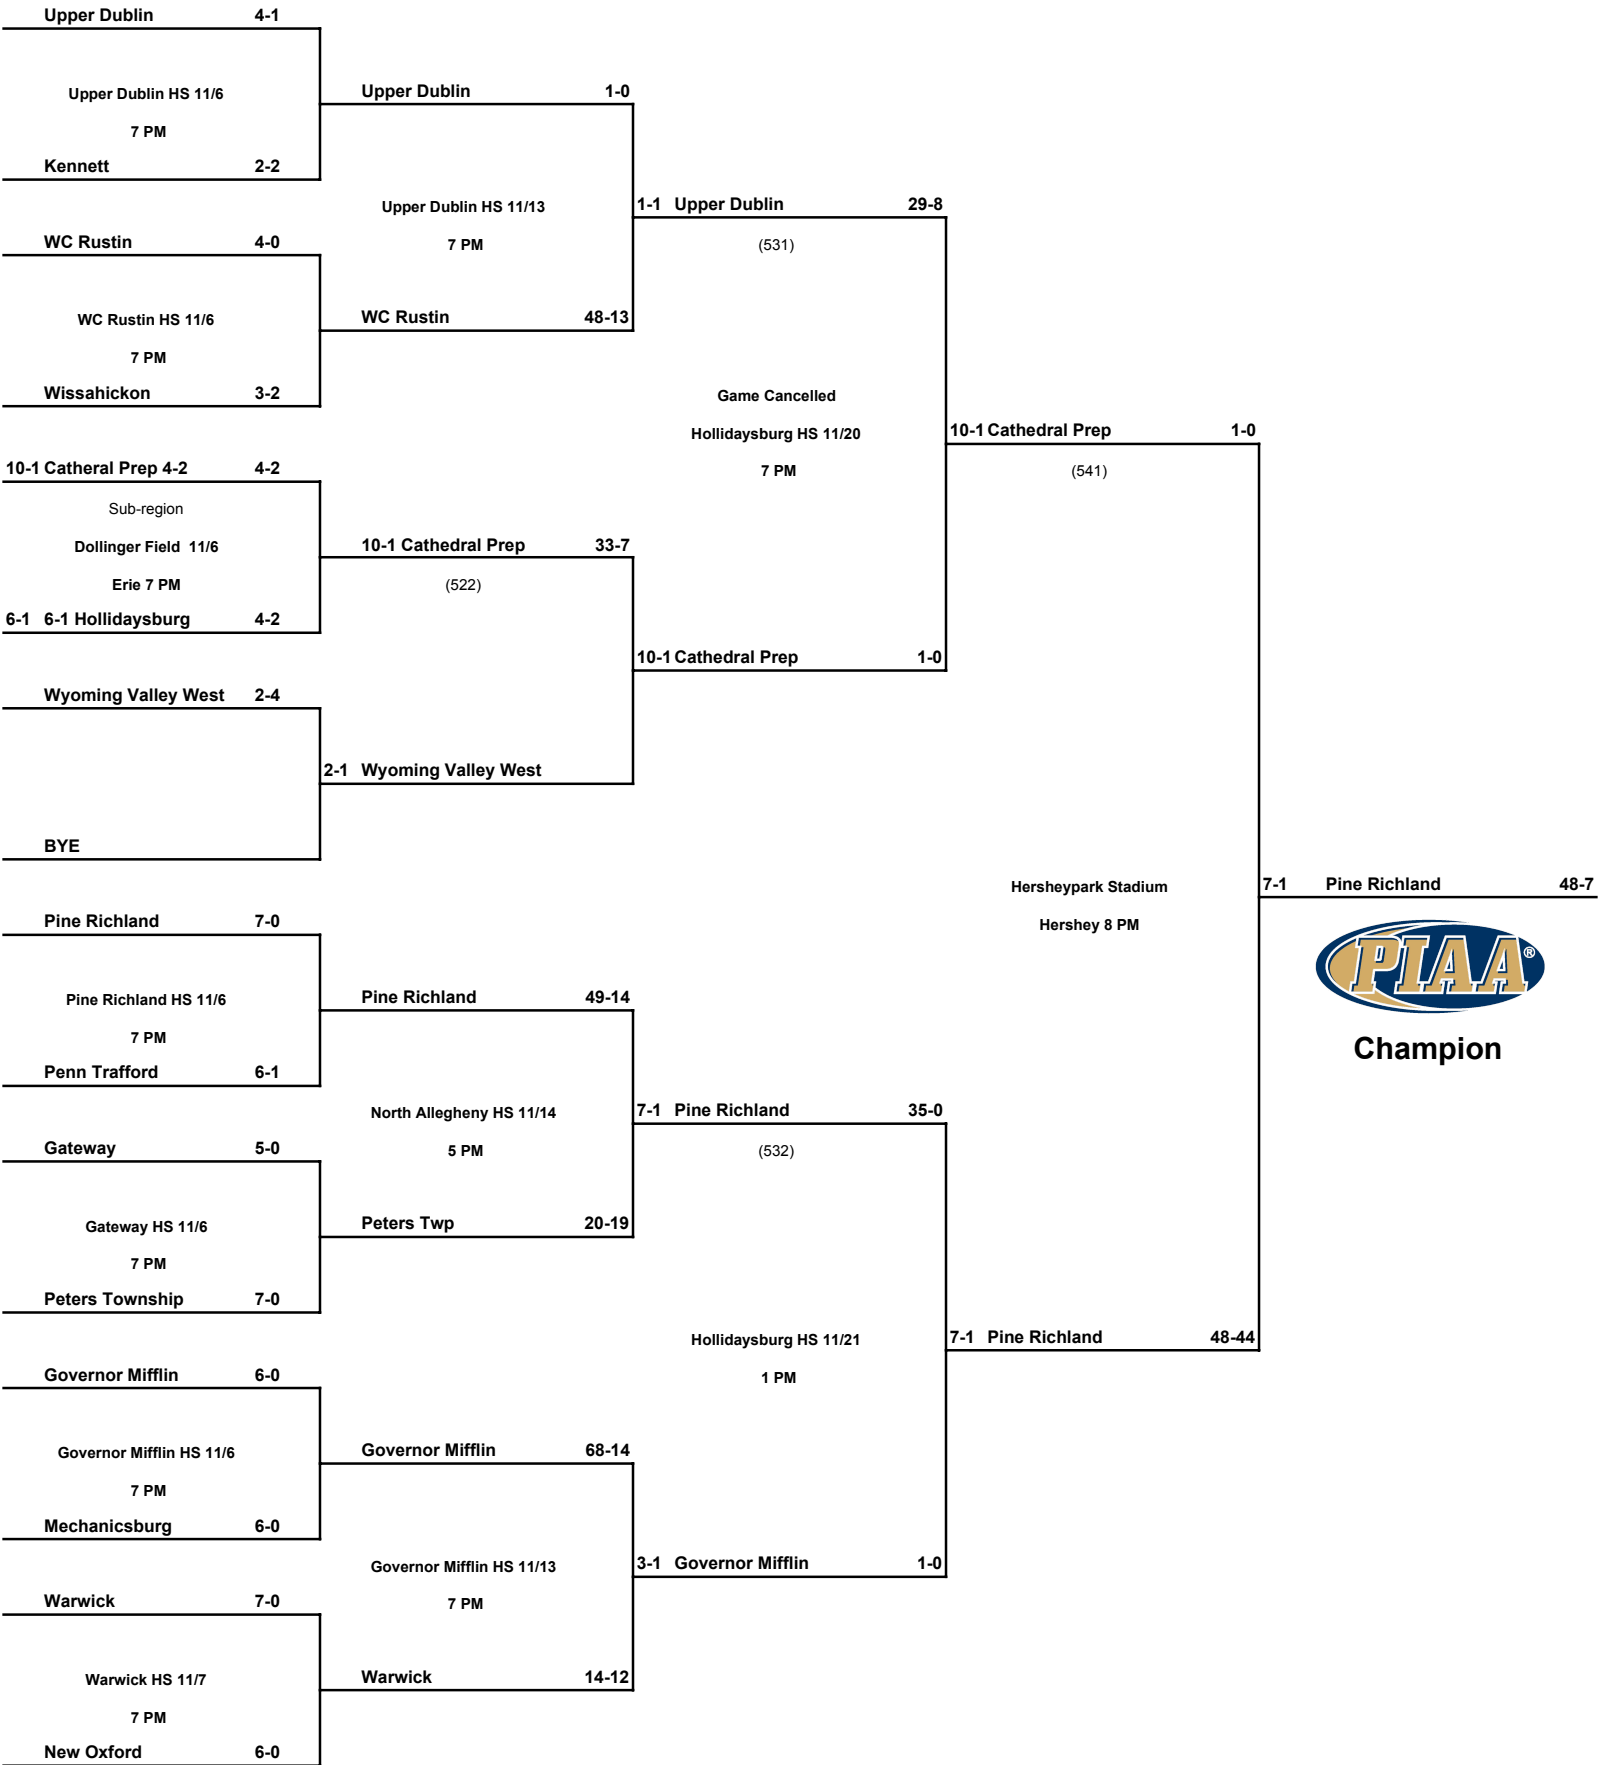 Upper Dublin 4-1
Upper Dublin HS 11/6
7 PM
Kennett 2-2
WC Rustin 4-0
WC Rustin HS 11/6
7 PM
Wissahickon 3-2
10-1 Catheral Prep 4-2 4-2
Sub-region
Dollinger Field 11/6
Erie 7 PM
6-1 6-1 Hollidaysburg 4-2
Wyoming Valley West 2-4
BYE
Pine Richland 7-0
Pine Richland HS 11/6
7 PM
Penn Trafford 6-1
Gateway 5-0
Gateway HS 11/6
7 PM
Peters Township 7-0
Governor Mifflin 6-0
Governor Mifflin HS 11/6
7 PM
Mechanicsburg 6-0
Warwick 7-0
Warwick HS 11/7
7 PM
New Oxford 6-0
Upper Dublin 1-0
Upper Dublin HS 11/13
7 PM
WC Rustin 48-13
10-1 Cathedral Prep 33-7
(522)
2-1 Wyoming Valley West
Pine Richland 49-14
North Allegheny HS 11/14
5 PM
Peters Twp 20-19
Governor Mifflin 68-14
Governor Mifflin HS 11/13
7 PM
Warwick 14-12
1-1 Upper Dublin 29-8
(531)
Game Cancelled
Hollidaysburg HS 11/20
7 PM
10-1 Cathedral Prep 1-0
7-1 Pine Richland 35-0
(532)
Hollidaysburg HS 11/21
1 PM
3-1 Governor Mifflin 1-0
10-1 Cathedral Prep 1-0
(541)
Hersheypark Stadium
Hershey 8 PM
7-1 Pine Richland 48-44
7-1 Pine Richland 48-7
PIAA®
Champion